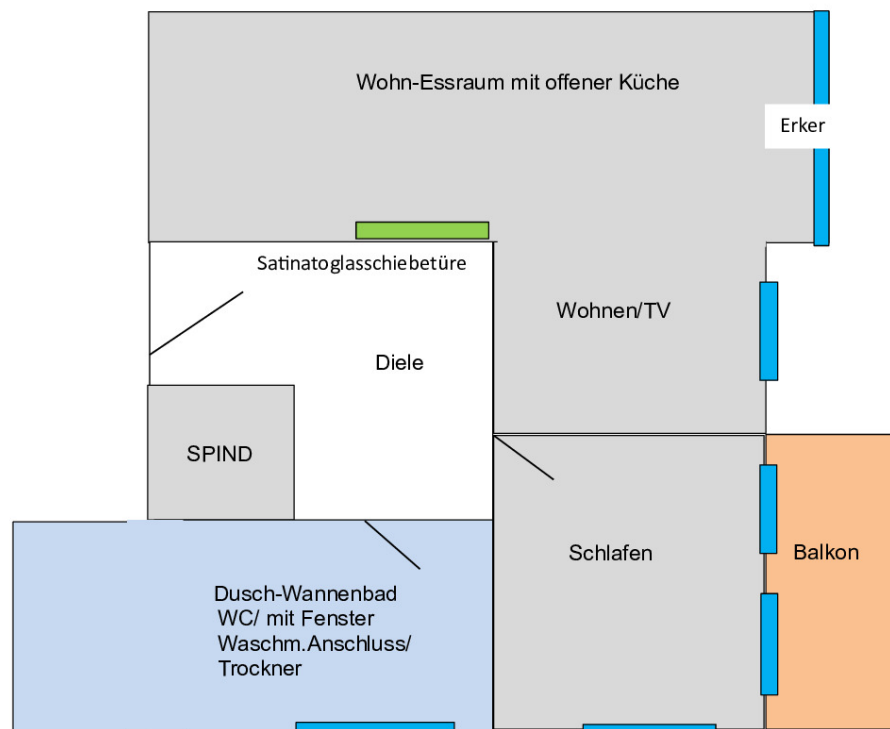 Wohn-Essraum mit offener Küche
Erker
Satinatoglasschiebetüre
Wohnen/TV
Diele
SPIND
Schlafen
Balkon
Dusch-Wannenbad
WC/ mit Fenster
Waschm.Anschluss/
Trockner